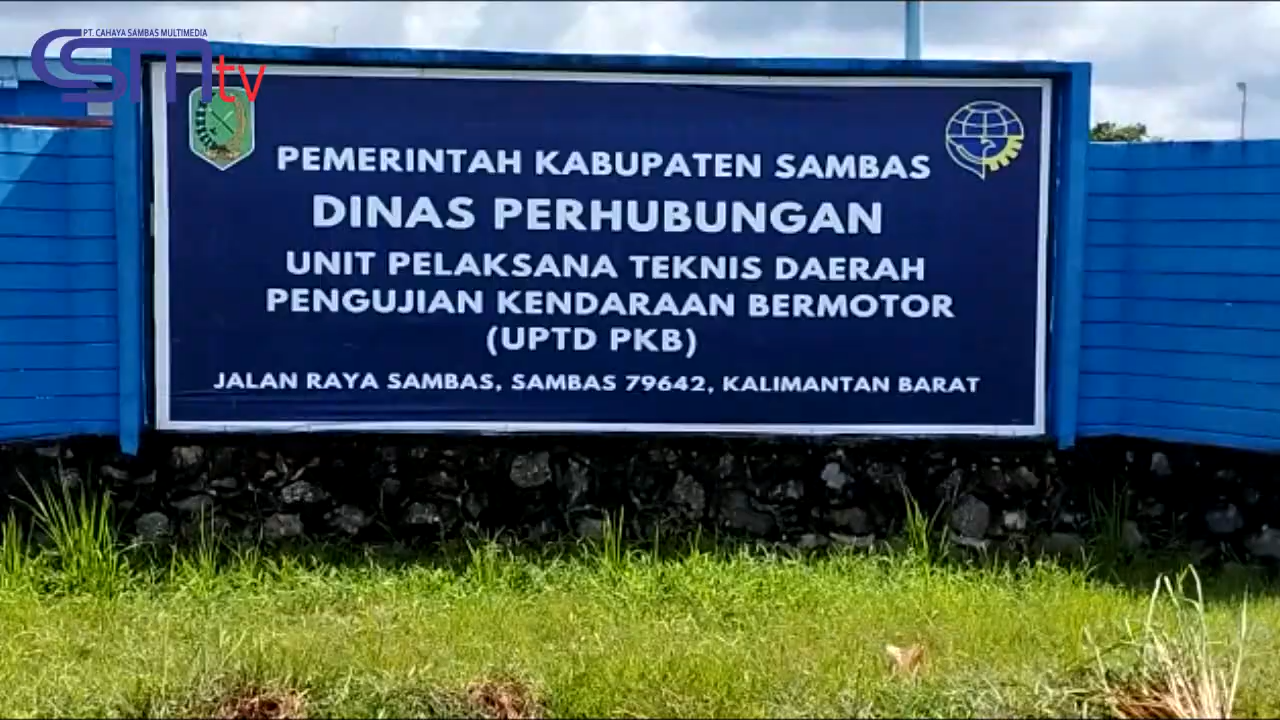 PT. CAHAYA SAMBAS MULTIMEDIA
csmtv
PEMERINTAH KABUPATEN SAMBAS
DINAS PERHUBUNGAN
UNIT PELAKSANA TEKNIS DAERAH
PENGUJIAN KENDARAAN BERMOTOR
(UPTD PKB)
JALAN RAYA SAMBAS, SAMBAS 79642, KALIMANTAN BARAT